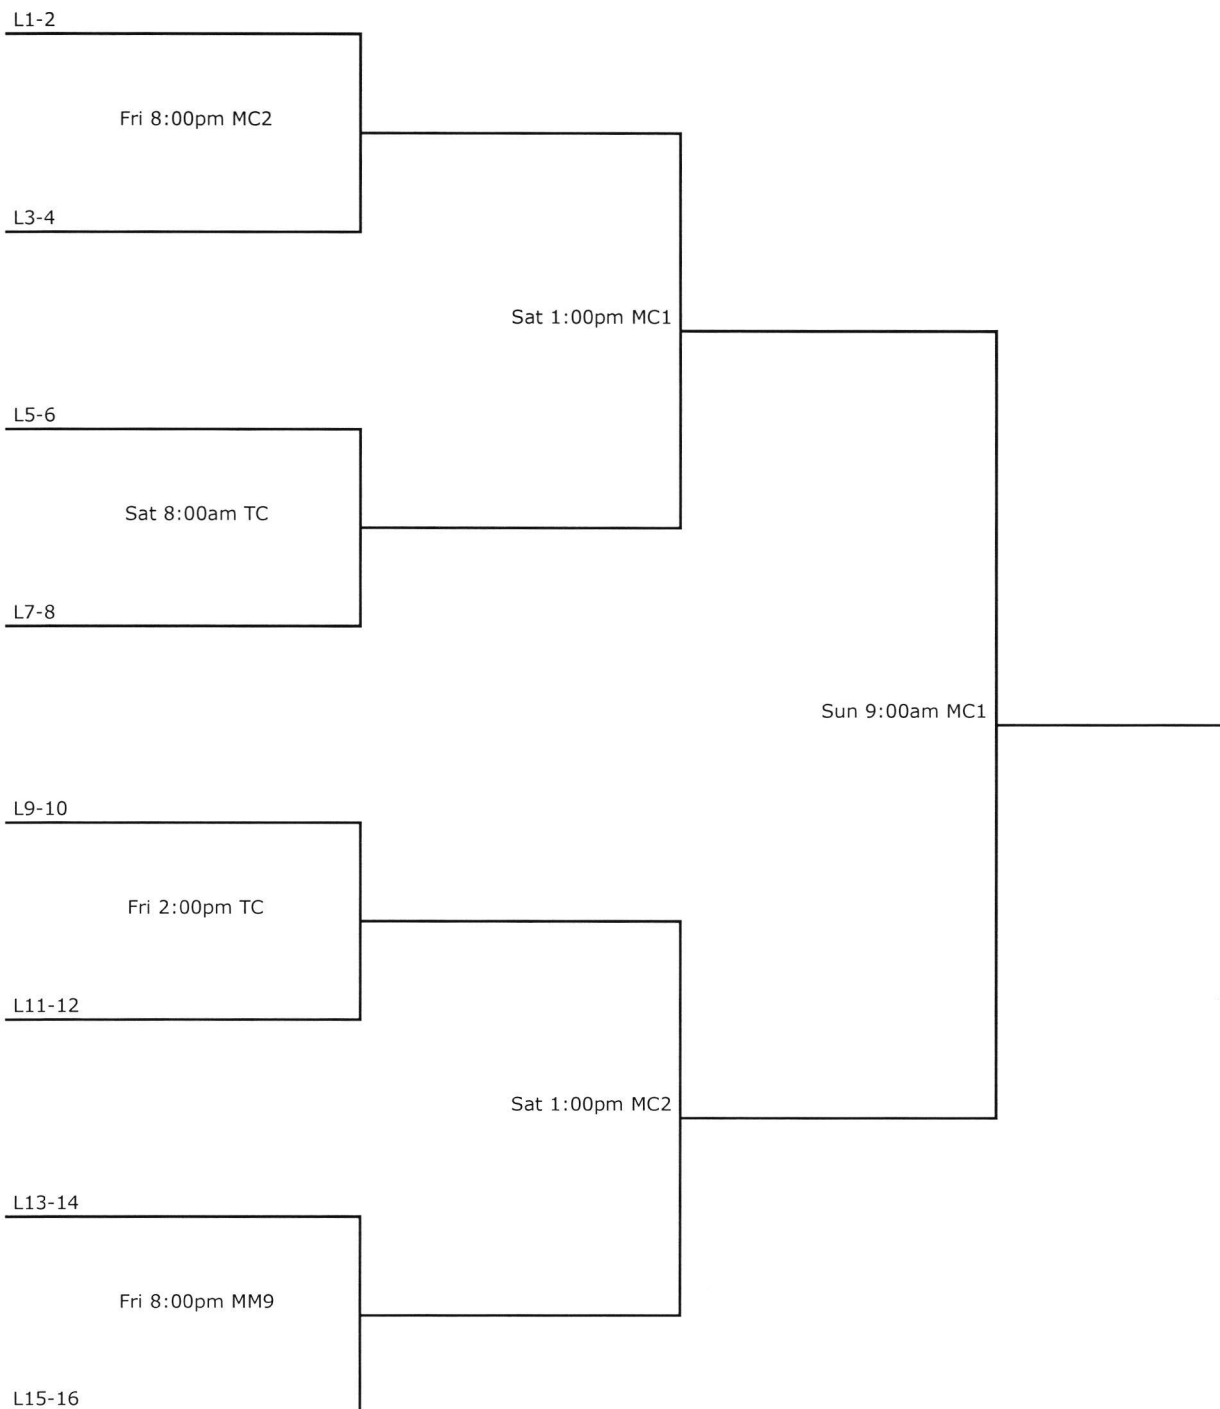 L1-2
Fri 8:00pm MC2
L3-4
Sat 1:00pm MC1
L5-6
Sat 8:00am TC
L7-8
Sun 9:00am MC1
L9-10
Fri 2:00pm TC
L11-12
Sat 1:00pm MC2
L13-14
Fri 8:00pm MM9
L15-16